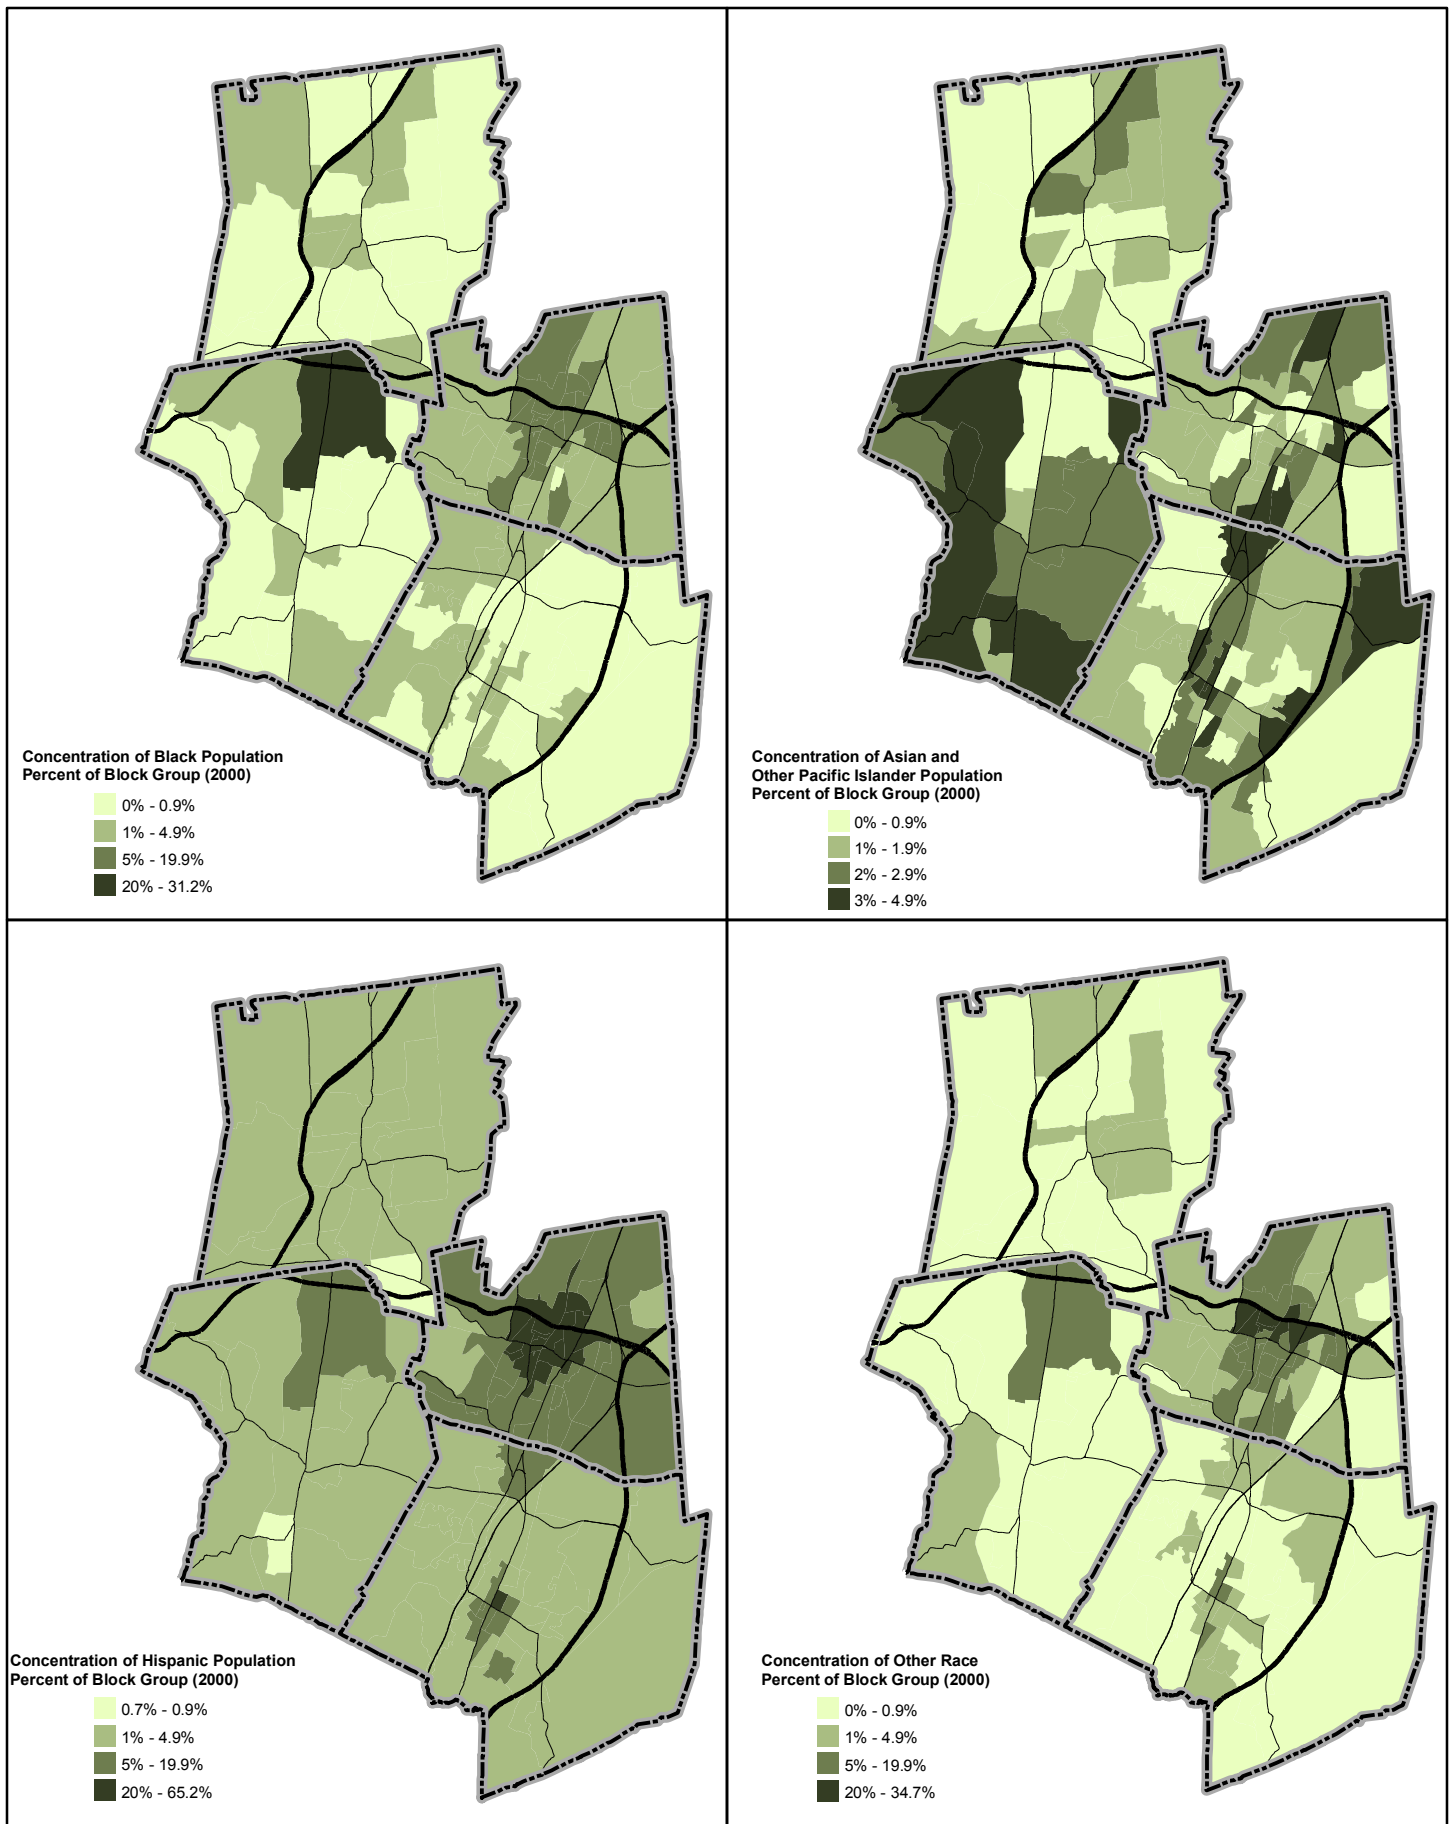 Concentration of Black Population
Percent of Block Group (2000)
0% - 0.9%
1% - 4.9%
5% - 19.9%
20% - 31.2%
Concentration of Asian and
Other Pacific Islander Population
Percent of Block Group (2000)
0% - 0.9%
1% - 1.9%
2% - 2.9%
3% - 4.9%
Concentration of Hispanic Population
Percent of Block Group (2000)
0.7% - 0.9%
1% - 4.9%
5% - 19.9%
20% - 65.2%
Concentration of Other Race
Percent of Block Group (2000)
0% - 0.9%
1% - 4.9%
5% - 19.9%
20% - 34.7%